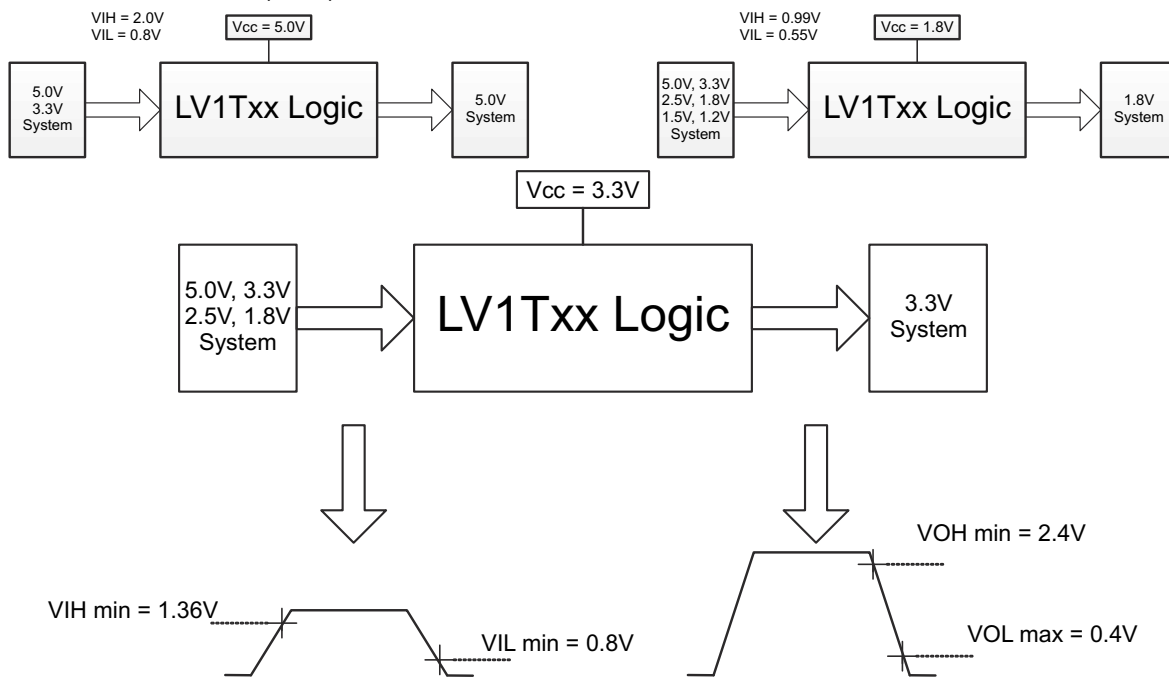 VIH = 2.0V
VIL = 0.8V
Vcc = 5.0V
5.0V
3.3V
System
LV1Txx Logic
5.0V
System
VIH = 0.99V
VIL = 0.55V
Vcc = 1.8V
5.0V, 3.3V
2.5V, 1.8V
1.5V, 1.2V
System
LV1Txx Logic
1.8V
System
Vcc = 3.3V
5.0V, 3.3V
2.5V, 1.8V
System
LV1Txx Logic
3.3V
System
VIH min = 1.36V
VIL min = 0.8V
VOH min = 2.4V
VOL max = 0.4V